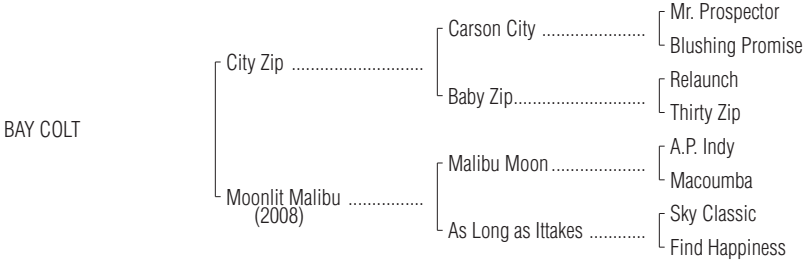 Mr. Prospector
Carson City ......................
Blushing Promise
City Zip ............................
Relaunch
Baby Zip............................
Thirty Zip
BAY COLT
A.P. Indy
Malibu Moon....................
Macoumba
Moonlit Malibu ................
(2008)
Sky Classic
As Long as Ittakes ............
Find Happiness